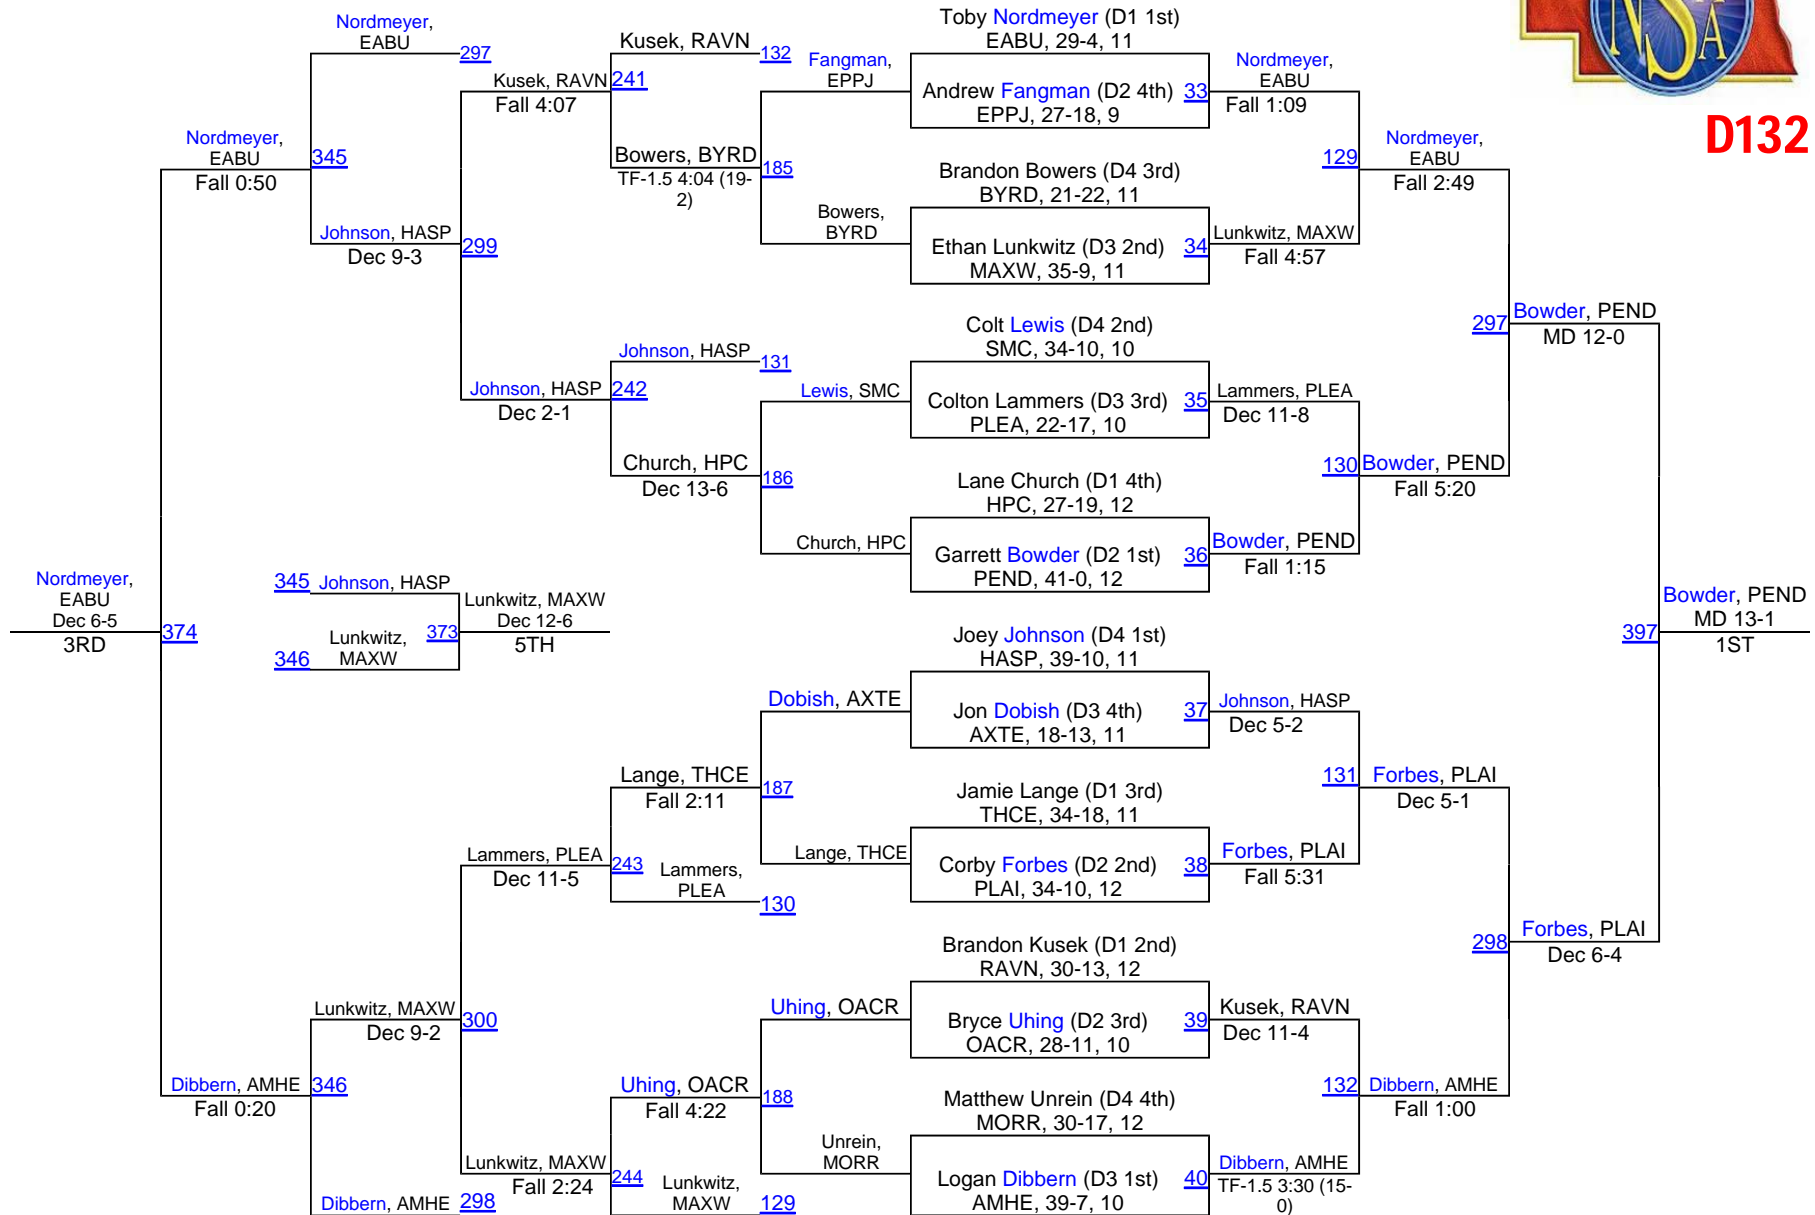 Nordmeyer,
EABU
297
Kusek, RAVN
132
Kusek, RAVN
241
Fall 4:07
Nordmeyer,
EABU
345
Fall 0:50
Bowers, BYRD
TF-1.5 4:04 (19-
2)
Fangman,
EPPJ
185
Bowers,
BYRD
Johnson, HASP
299
Dec 9-3
Johnson, HASP
131
Johnson, HASP
242
Dec 2-1
Church, HPC
Dec 13-6
Lewis, SMC
186
Church, HPC
Nordmeyer,
EABU
Dec 6-5
374
3RD
345 Johnson, HASP
346
Lunkwitz,
MAXW
373
Lunkwitz, MAXW
Dec 12-6
5TH
Dobish, AXTE
Lange, THCE
187
Fall 2:11
Lange, THCE
Lammers, PLEA
243
Dec 11-5
Lammers,
PLEA
130
Lunkwitz, MAXW
300
Dec 9-2
Uhing, OACR
Uhing, OACR
188
Fall 4:22
Unrein,
MORR
Dibbern, AMHE
346
Fall 0:20
Lunkwitz, MAXW
244
Fall 2:24
Lunkwitz,
MAXW
129
Dibbern, AMHE 298
Toby Nordmeyer (D1 1st)
EABU, 29-4, 11
Andrew Fangman (D2 4th) 33
EPPJ, 27-18, 9
Brandon Bowers (D4 3rd)
BYRD, 21-22, 11
Ethan Lunkwitz (D3 2nd) 34
MAXW, 35-9, 11
Colt Lewis (D4 2nd)
SMC, 34-10, 10
Colton Lammers (D3 3rd) 35
PLEA, 22-17, 10
Lane Church (D1 4th)
HPC, 27-19, 12
Garrett Bowder (D2 1st) 36
PEND, 41-0, 12
Joey Johnson (D4 1st)
HASP, 39-10, 11
Jon Dobish (D3 4th) 37
AXTE, 18-13, 11
Jamie Lange (D1 3rd)
THCE, 34-18, 11
Corby Forbes (D2 2nd) 38
PLAI, 34-10, 12
Brandon Kusek (D1 2nd)
RAVN, 30-13, 12
Bryce Uhing (D2 3rd) 39
OACR, 28-11, 10
Matthew Unrein (D4 4th)
MORR, 30-17, 12
Logan Dibbern (D3 1st) 40
AMHE, 39-7, 10
Nordmeyer,
EABU
Fall 1:09
129
Lunkwitz, MAXW
Fall 4:57
Lammers, PLEA
Dec 11-8
130
Bowder, PEND
Fall 1:15
Johnson, HASP
Dec 5-2
131
Forbes, PLAI
Fall 5:31
Kusek, RAVN
Dec 11-4
132
Dibbern, AMHE
TF-1.5 3:30 (15-
0)
Nordmeyer,
EABU
Fall 2:49
297
Bowder, PEND
Fall 5:20
Forbes, PLAI
Dec 5-1
298
Dibbern, AMHE
Fall 1:00
Bowder, PEND
MD 12-0
Forbes, PLAI
Dec 6-4
397
Bowder, PEND
MD 13-1
1ST
NSAA
D132